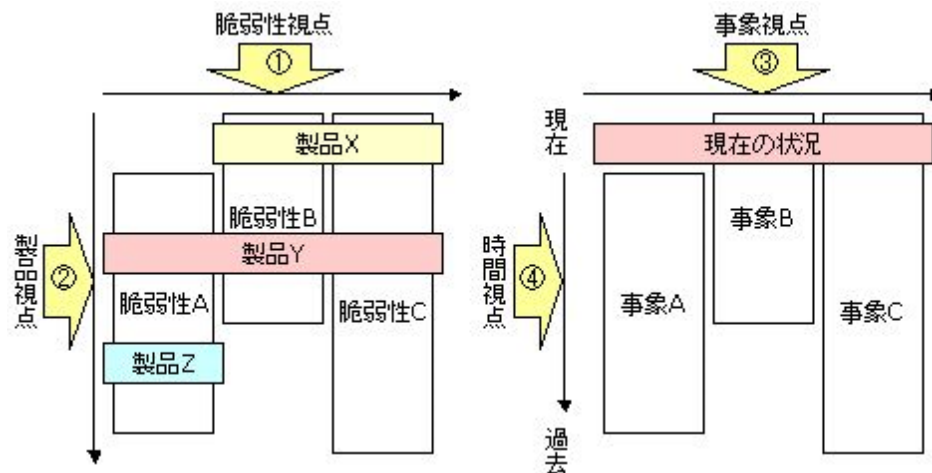 脆弱性視点
①
製品X
脆弱性B
製品Y
製品視点
②
脆弱性A
脆弱性C
製品Z
事象視点
③
現在
現在の状況
事象B
時間視点
④
事象A
事象C
過去